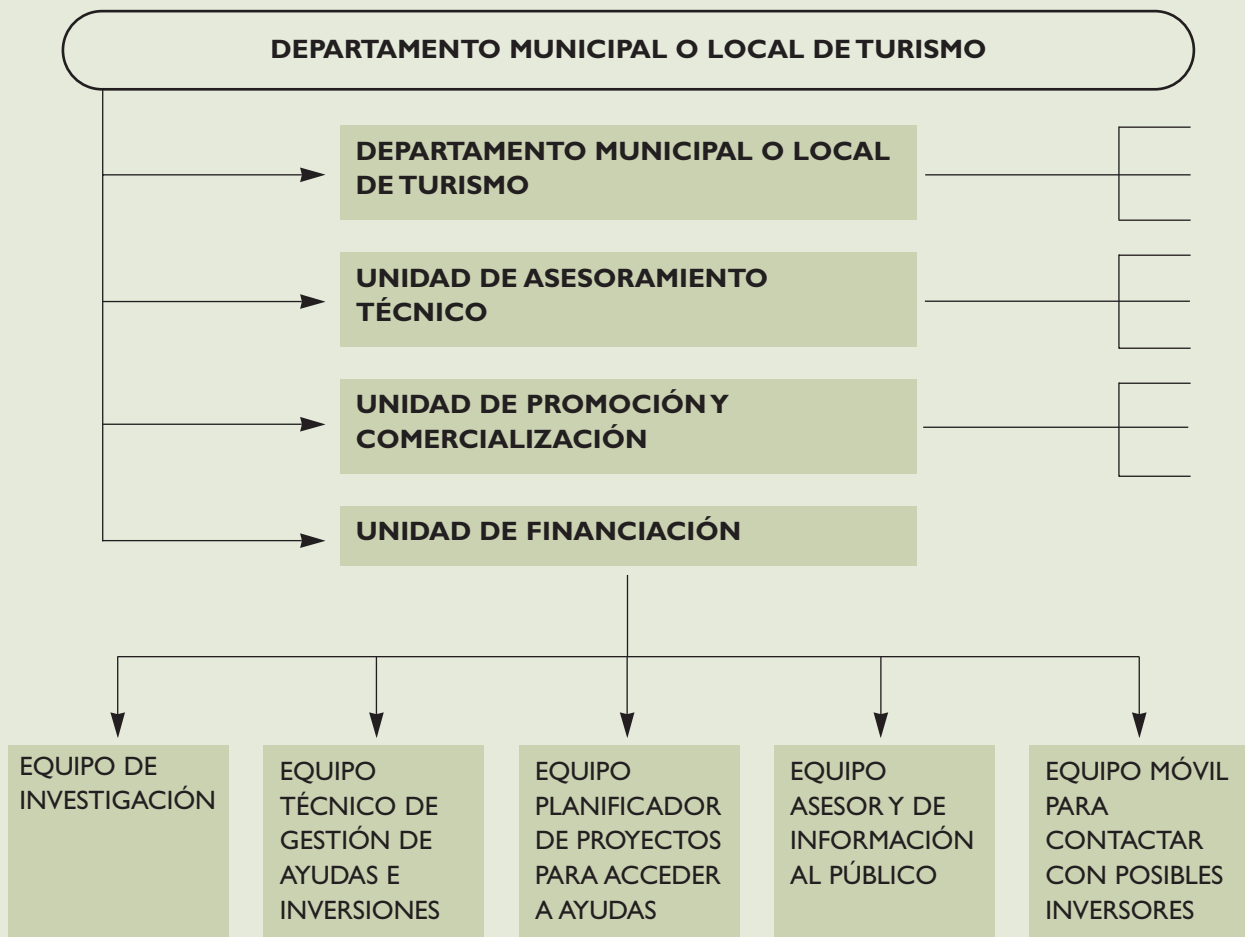 DEPARTAMENTO MUNICIPAL O LOCAL DE TURISMO
DEPARTAMENTO MUNICIPAL O LOCAL
DE TURISMO
UNIDAD DE ASESORAMIENTO
TÉCNICO
UNIDAD DE PROMOCIÓN Y
COMERCIALIZACIÓN
UNIDAD DE FINANCIACIÓN
EQUIPO DE
INVESTIGACIÓN
EQUIPO
TÉCNICO DE
GESTIÓN DE
AYUDAS E
INVERSIONES
EQUIPO
PLANIFICADOR
DE PROYECTOS
PARA ACCEDER
A AYUDAS
EQUIPO
ASESOR Y DE
INFORMACIÓN
AL PÚBLICO
EQUIPO MÓVIL
PARA
CONTACTAR
CON POSIBLES
INVERSORES